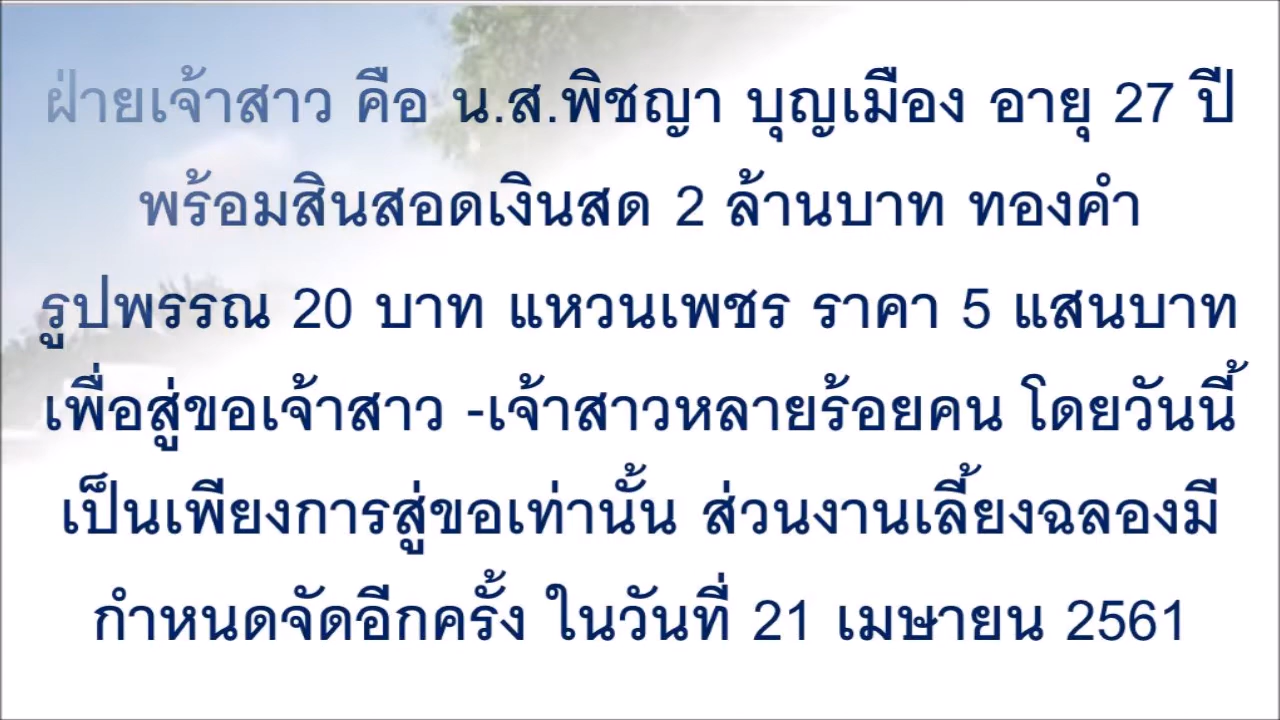 ฝ่ายเจ้าสาว คือ น.ส.พิชญา บุญเมือง อายุ 27 ปี
พร้อมสินสอดเงินสด 2 ล้านบาท ทองคำ
รูปพรรณ 20 บาท แหวนเพชร ราคา 5 แสนบาท
เพื่อสู่ขอเจ้าสาว -เจ้าสาวหลายร้อยคน โดยวันนี้
เป็นเพียงการสู่ขอเท่านั้น ส่วนงานเลี้ยงฉลองมี
กำหนดจัดอีกครั้ง ในวันที่ 21 เมษายน 2561